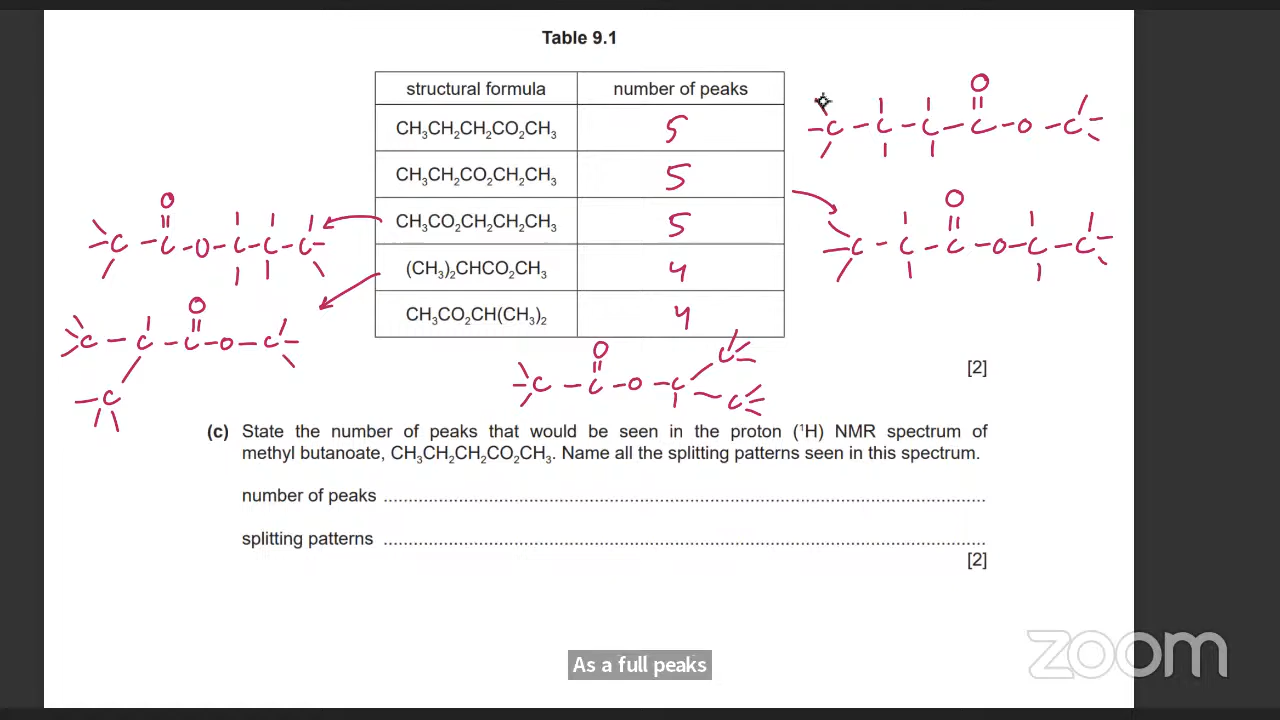 Table 9.1
structural formula number of peaks
CH₃CH₂CH₂CO₂CH₃ 5
CH₃CH₂CO₂CH₂CH₃ 5
CH₃CO₂CH₂CH₂CH₃ 5
(CH₃)₂CHCO₂CH₃ 4
CH₃CO₂CH(CH₃)₂ 4
O
C C C C O C
O
C C C O C C
O
C C O C C C
O
C C C O C
C
O
C C O C C
C
[2]
(c) State the number of peaks that would be seen in the proton (¹H) NMR spectrum of
methyl butanoate, CH₃CH₂CH₂CO₂CH₃. Name all the splitting patterns seen in this spectrum.
number of peaks
splitting patterns
[2]
As a full peaks
zoom